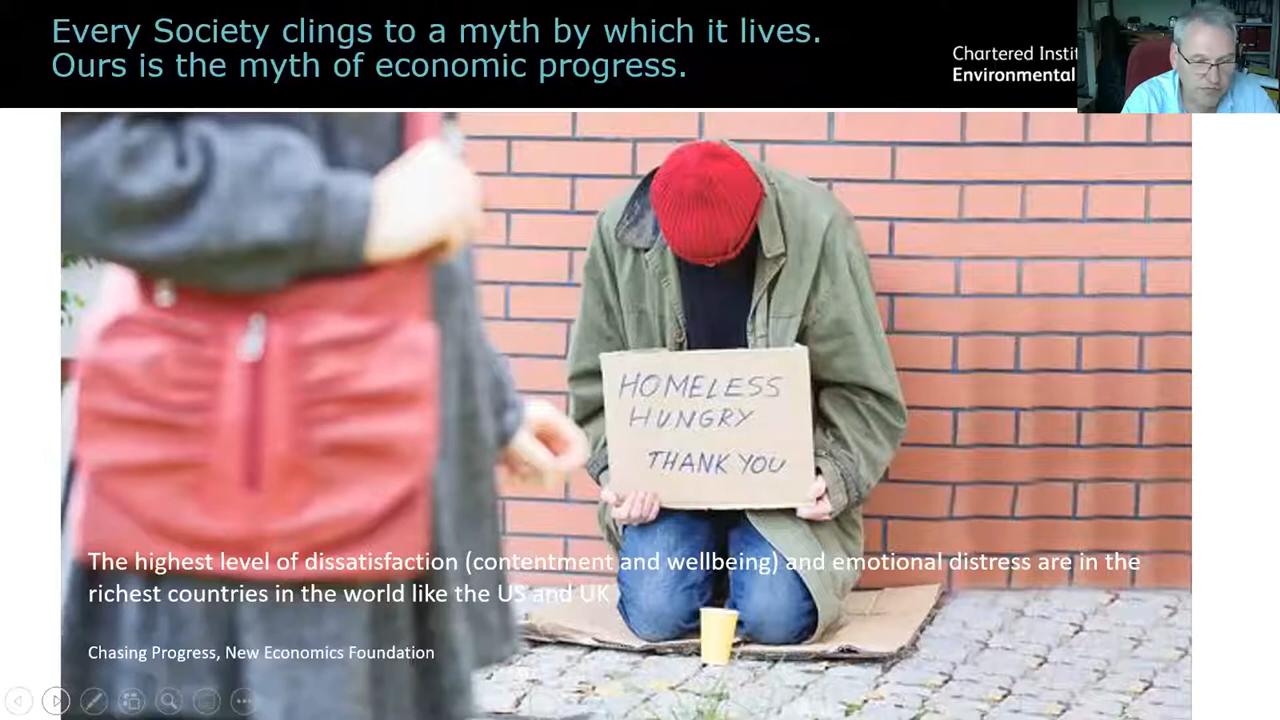 Every Society clings to a myth by which it lives.
Ours is the myth of economic progress.
Chartered
Environmental
HOMELESS
HUNGRY
THANK YOU
The highest level of dissatisfaction (contentment and wellbeing) and emotional distress are in the
richest countries in the world like the US and UK
Chasing Progress, New Economics Foundation